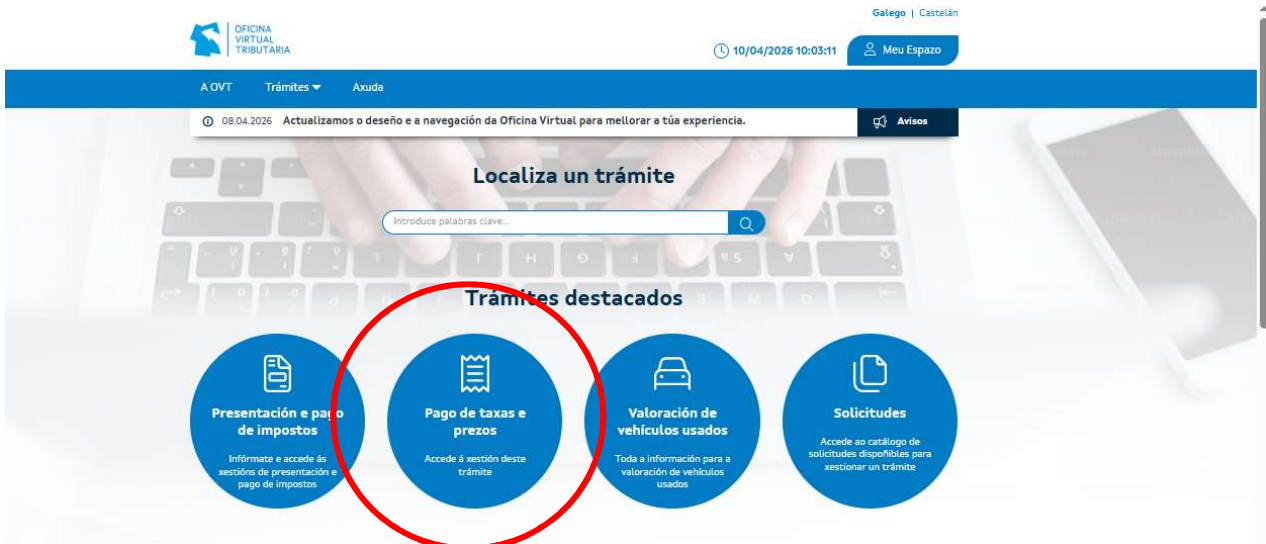 Galego | Castelán
OFICINA
VIRTUAL
TRIBUTARIA
10/04/2026 10:03:11
Meu Espazo
A OVT Trámites Axuda
08.04.2026 Actualizamos o deseño e a navegación da Oficina Virtual para mellorar a túa experiencia.
Avisos
Localiza un trámite
Introduce palabras clave...
Trámites destacados
Presentación e pago
de impostos
Infórmate e accede ás
xestións de presentación e
pago de impostos
Pago de taxas e
prezos
Accede á xestión deste
trámite
Valoración de
vehículos usados
Toda a información para a
valoración de vehículos
usados
Solicitudes
Accede ao catálogo de
solicitudes dispoñibles para
xestionar un trámite